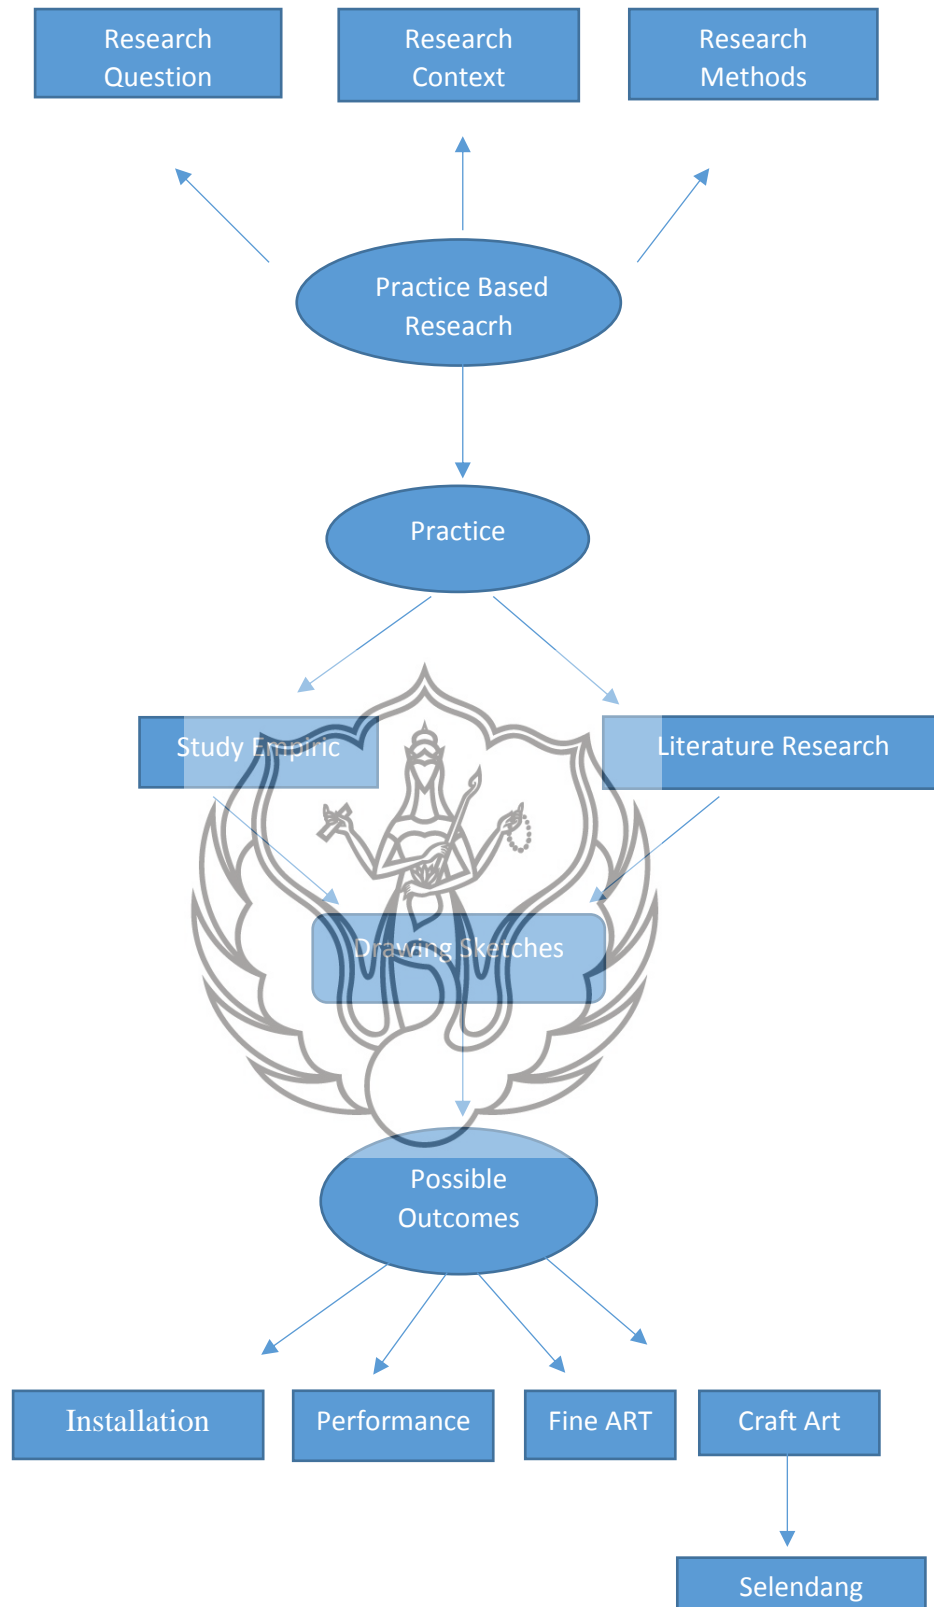 Research
Question
Research
Context
Research
Methods
Practice Based
Reseacrh
Practice
Study Empiric
Literature Research
Drawing Sketches
Possible
Outcomes
Installation
Performance
Fine ART
Craft Art
Selendang